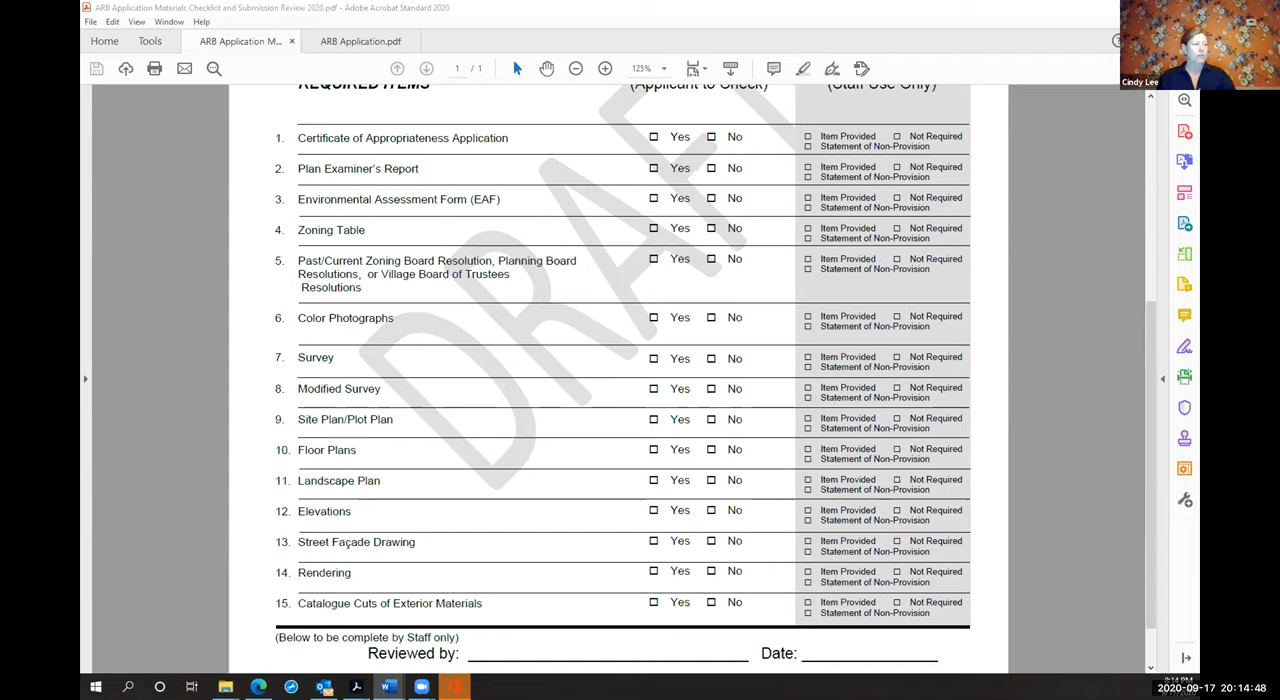 ARB Application Materials Checklist and Submission Review 2020.pdf - Adobe Acrobat Standard 2020
File Edit View Window Help
Home Tools ARB Application M... × ARB Application.pdf
1 / 1 125%
Cindy Lee
REQUIRED ITEMS (Applicant to Check) (Staff Use Only)
1. Certificate of Appropriateness Application Yes No Item Provided Not Required
Statement of Non-Provision
2. Plan Examiner's Report Yes No Item Provided Not Required
Statement of Non-Provision
3. Environmental Assessment Form (EAF) Yes No Item Provided Not Required
Statement of Non-Provision
4. Zoning Table Yes No Item Provided Not Required
Statement of Non-Provision
5. Past/Current Zoning Board Resolution, Planning Board Yes No Item Provided Not Required
Resolutions, or Village Board of Trustees Statement of Non-Provision
Resolutions
6. Color Photographs Yes No Item Provided Not Required
Statement of Non-Provision
7. Survey Yes No Item Provided Not Required
Statement of Non-Provision
8. Modified Survey Yes No Item Provided Not Required
Statement of Non-Provision
9. Site Plan/Plot Plan Yes No Item Provided Not Required
Statement of Non-Provision
10. Floor Plans Yes No Item Provided Not Required
Statement of Non-Provision
11. Landscape Plan Yes No Item Provided Not Required
Statement of Non-Provision
12. Elevations Yes No Item Provided Not Required
Statement of Non-Provision
13. Street Façade Drawing Yes No Item Provided Not Required
Statement of Non-Provision
14. Rendering Yes No Item Provided Not Required
Statement of Non-Provision
15. Catalogue Cuts of Exterior Materials Yes No Item Provided Not Required
Statement of Non-Provision
DRAFT
(Below to be complete by Staff only)
Reviewed by: Date:
2020-09-17 20:14:48